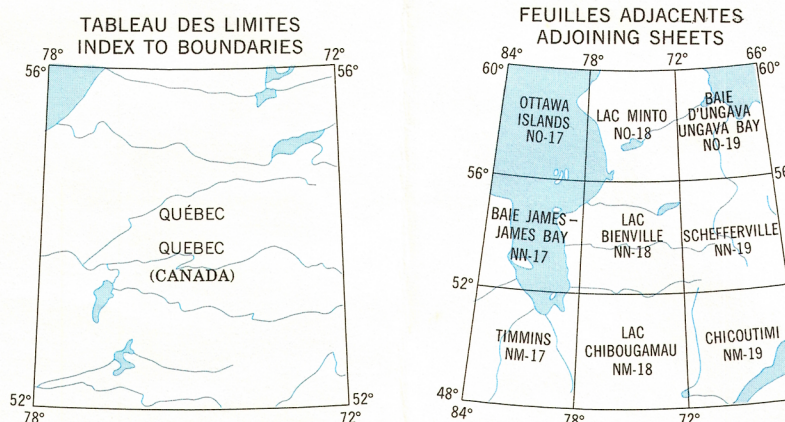 TABLEAU DES LIMITES
INDEX TO BOUNDARIES
78° 72°
56° 56°
QUÉBEC
QUEBEC
(CANADA)
52° 52°
78° 72°
FEUILLES ADJACENTES
ADJOINING SHEETS
84° 78° 72° 66°
60° 60°
OTTAWA
ISLANDS
NO-17
LAC MINTO
NO-18
BAIE
D'UNGAVA
UNGAVA BAY
NO-19
56° 56
BAIE JAMES–
JAMES BAY
NN-17
LAC
BIENVILLE
NN-18
SCHEFFERVILLE
NN-19
52°
TIMMINS
NM-17
LAC
CHIBOUGAMAU
NM-18
CHICOUTIMI
NM-19
48°
84° 78° 72°